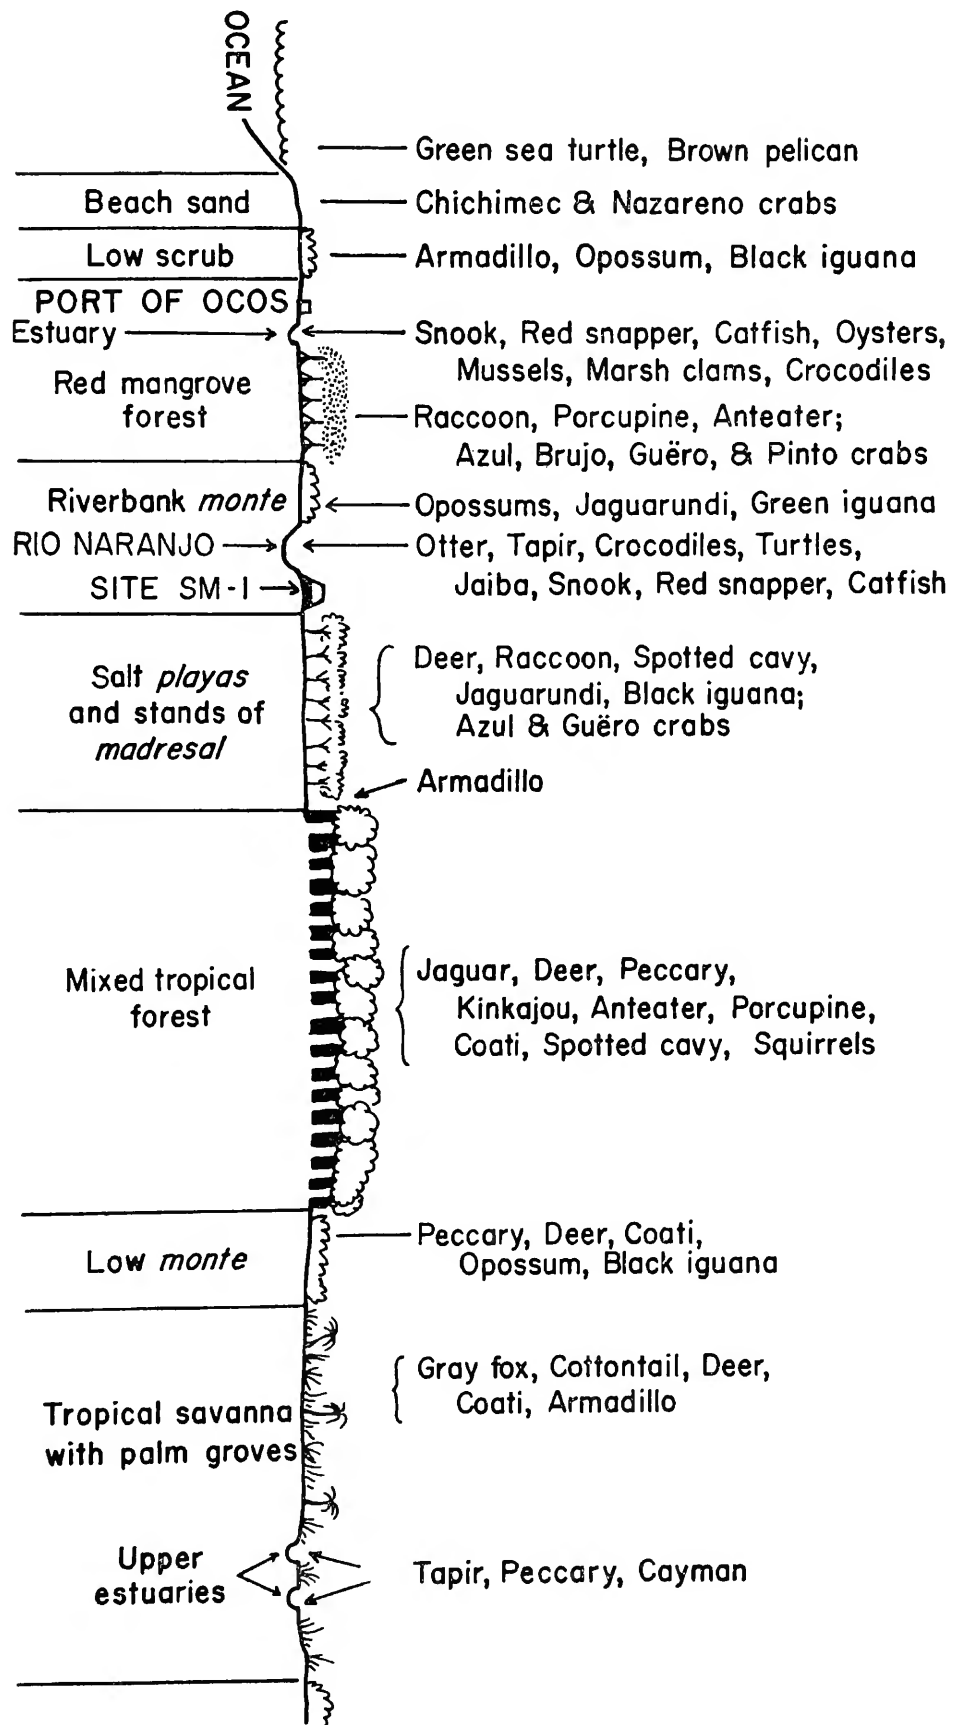 OCEAN
Green sea turtle, Brown pelican
Beach sand
Chichimec & Nazareno crabs
Low scrub
Armadillo, Opossum, Black iguana
PORT OF OCOS
Estuary
Snook, Red snapper, Catfish, Oysters,
Mussels, Marsh clams, Crocodiles
Red mangrove
forest
Raccoon, Porcupine, Anteater;
Azul, Brujo, Guëro, & Pinto crabs
Riverbank monte
Opossums, Jaguarundi, Green iguana
RIO NARANJO
Otter, Tapir, Crocodiles, Turtles,
Jaiba, Snook, Red snapper, Catfish
SITE SM-1
Salt playas
and stands of
madresal
Deer, Raccoon, Spotted cavy,
Jaguarundi, Black iguana;
Azul & Guëro crabs
Armadillo
Mixed tropical
forest
Jaguar, Deer, Peccary,
Kinkajou, Anteater, Porcupine,
Coati, Spotted cavy, Squirrels
Low monte
Peccary, Deer, Coati,
Opossum, Black iguana
Tropical savanna
with palm groves
Gray fox, Cottontail, Deer,
Coati, Armadillo
Upper
estuaries
Tapir, Peccary, Cayman